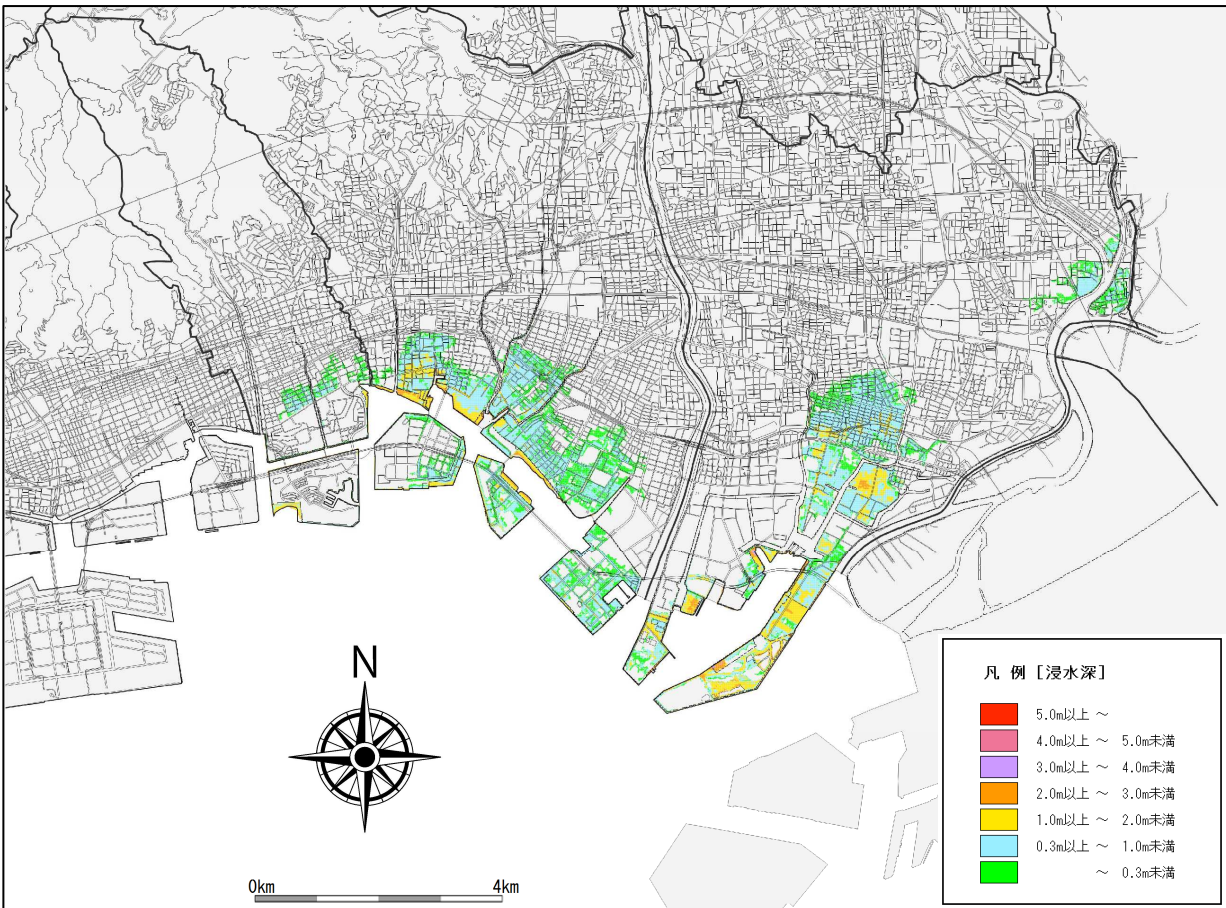 N
0km 4km
凡 例 [浸水深]
5.0m以上 ～
4.0m以上 ～ 5.0m未満
3.0m以上 ～ 4.0m未満
2.0m以上 ～ 3.0m未満
1.0m以上 ～ 2.0m未満
0.3m以上 ～ 1.0m未満
～ 0.3m未満